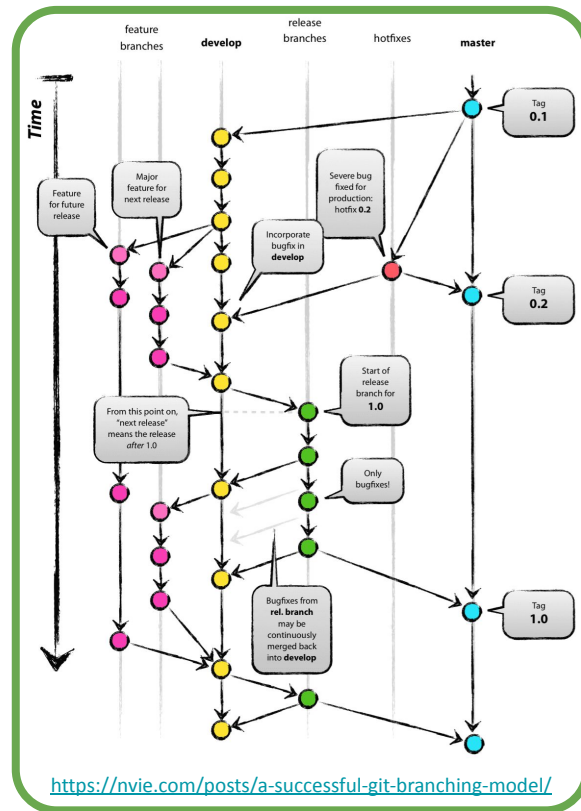 feature
branches
develop
release
branches
hotfixes
master
Time
Tag
0.1
Feature
for future
release
Major
feature for
next release
Severe bug
fixed for
production:
hotfix 0.2
Incorporate
bugfix in
develop
Tag
0.2
Start of
release
branch for
1.0
From this point on,
"next release"
means the release
after 1.0
Only
bugfixes!
Bugfixes from
rel. branch
may be
continuously
merged back
into develop
Tag
1.0
https://nvie.com/posts/a-successful-git-branching-model/